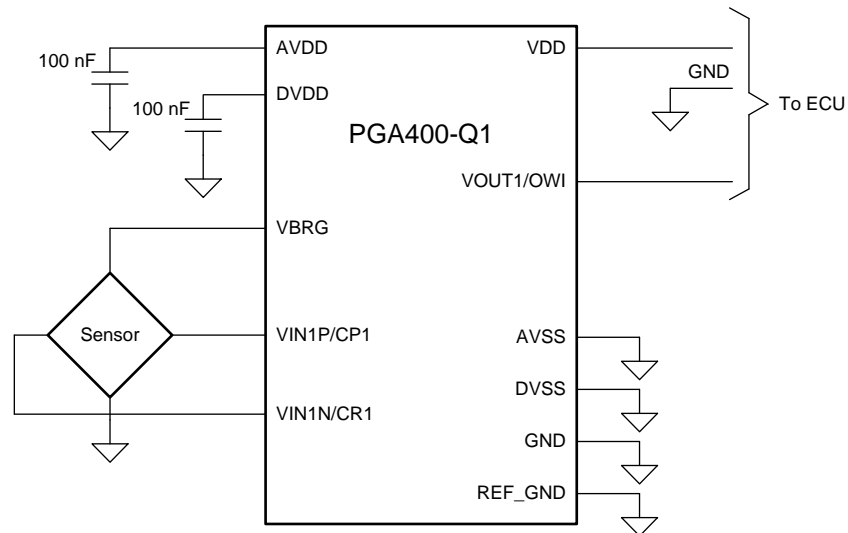 AVDD
VDD
100 nF
GND
DVDD
100 nF
To ECU
PGA400-Q1
VOUT1/OWI
VBRG
Sensor
VIN1P/CP1
AVSS
DVSS
VIN1N/CR1
GND
REF_GND